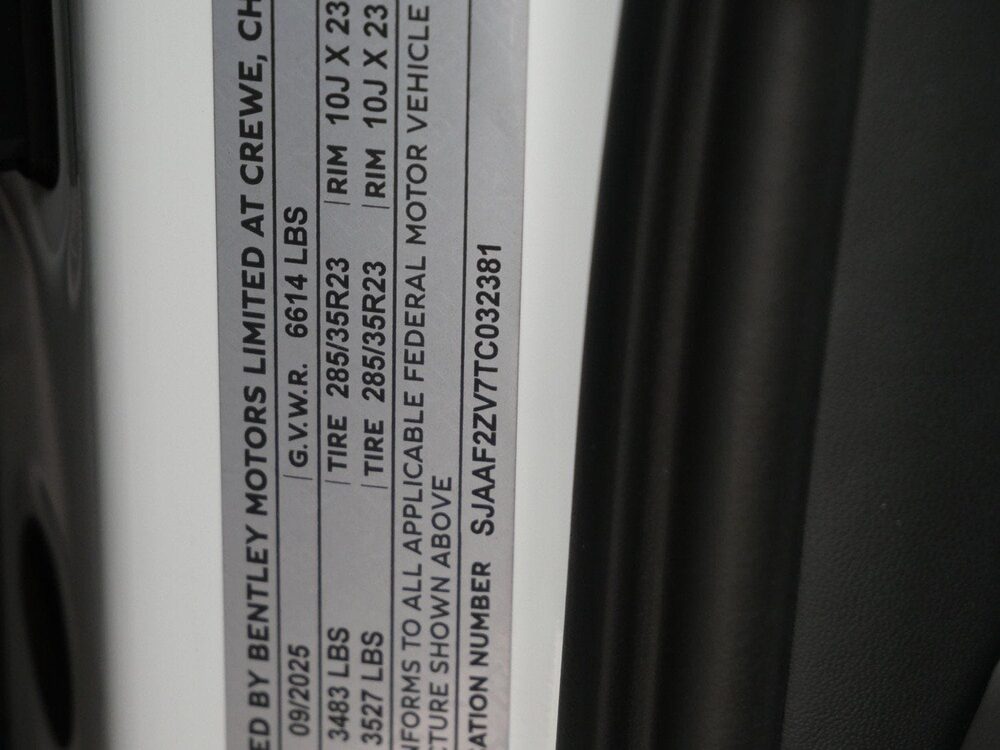 ED BY BENTLEY MOTORS LIMITED AT CREWE, CH
09/2025 G.V.W.R. 6614 LBS
3483 LBS TIRE 285/35R23 RIM 10J X 23
3527 LBS TIRE 285/35R23 RIM 10J X 23
NFORMS TO ALL APPLICABLE FEDERAL MOTOR VEHICLE
CTURE SHOWN ABOVE
ATION NUMBER SJAAF2ZV7TC032381